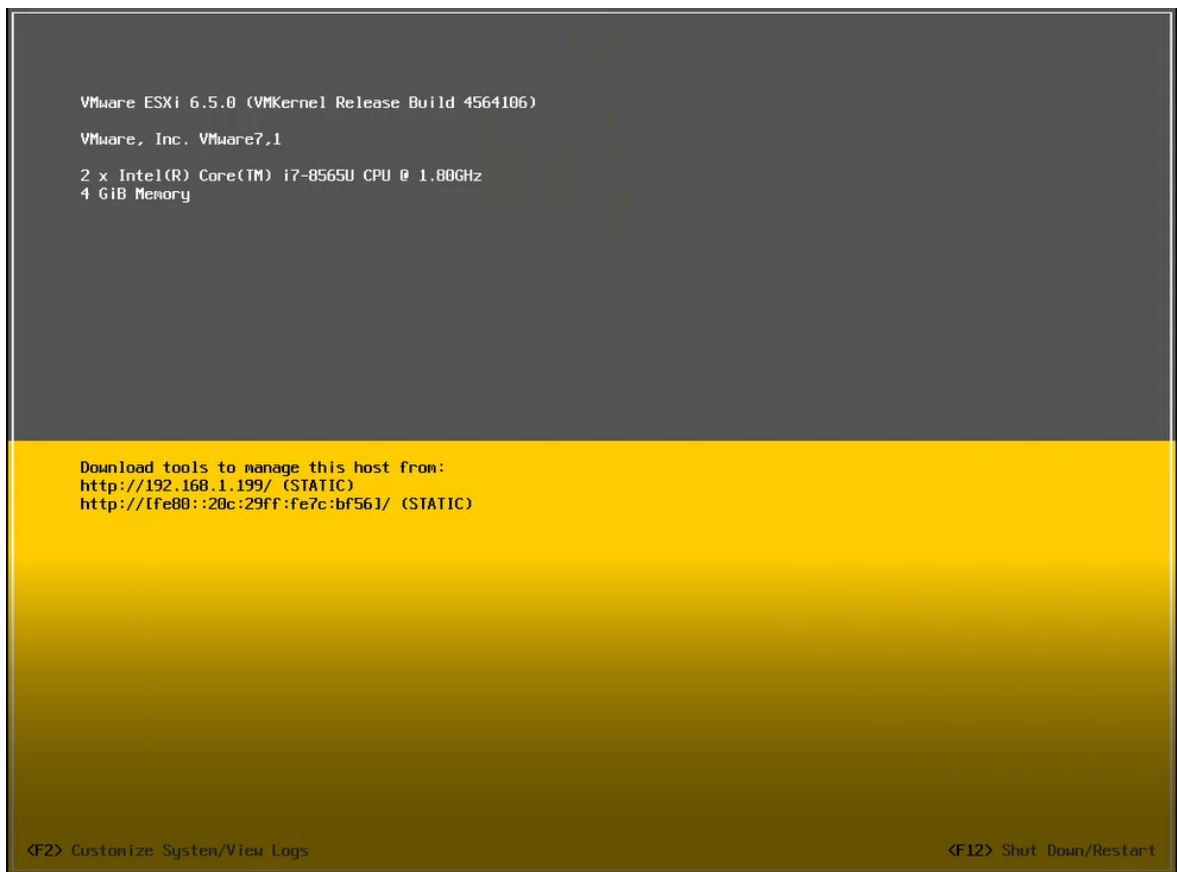 VMware ESXi 6.5.0 (VMKernel Release Build 4564106)
VMware, Inc. VMware7,1
2 x Intel(R) Core(TM) i7-8565U CPU @ 1.80GHz
4 GiB Memory
Download tools to manage this host from:
http://192.168.1.199/ (STATIC)
http://[fe80::20c:29ff:fe7c:bf56]/ (STATIC)
<F2> Customize System/View Logs
<F12> Shut Down/Restart